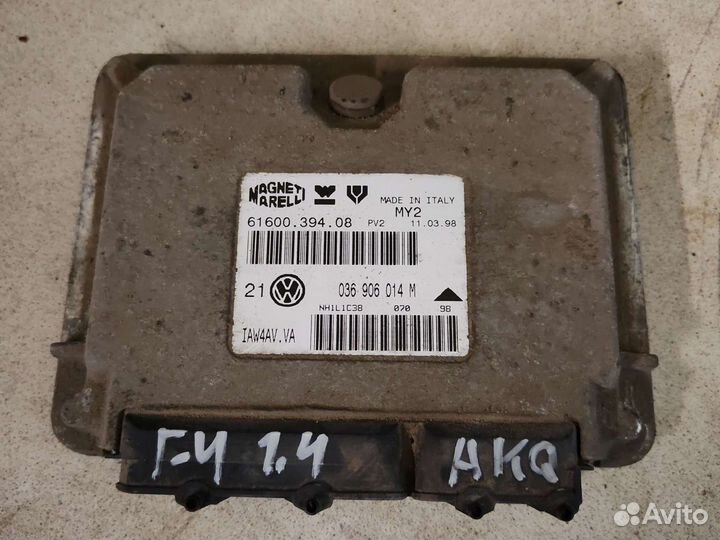 MAGNETI
MARELLI
MADE IN ITALY
MY2
61600.394.08 PV2 11.03.98
21 VW 036 906 014 M
NH1L1C38 070 98
IAW4AV.VA
Г-4 1.4 AKQ
Avito